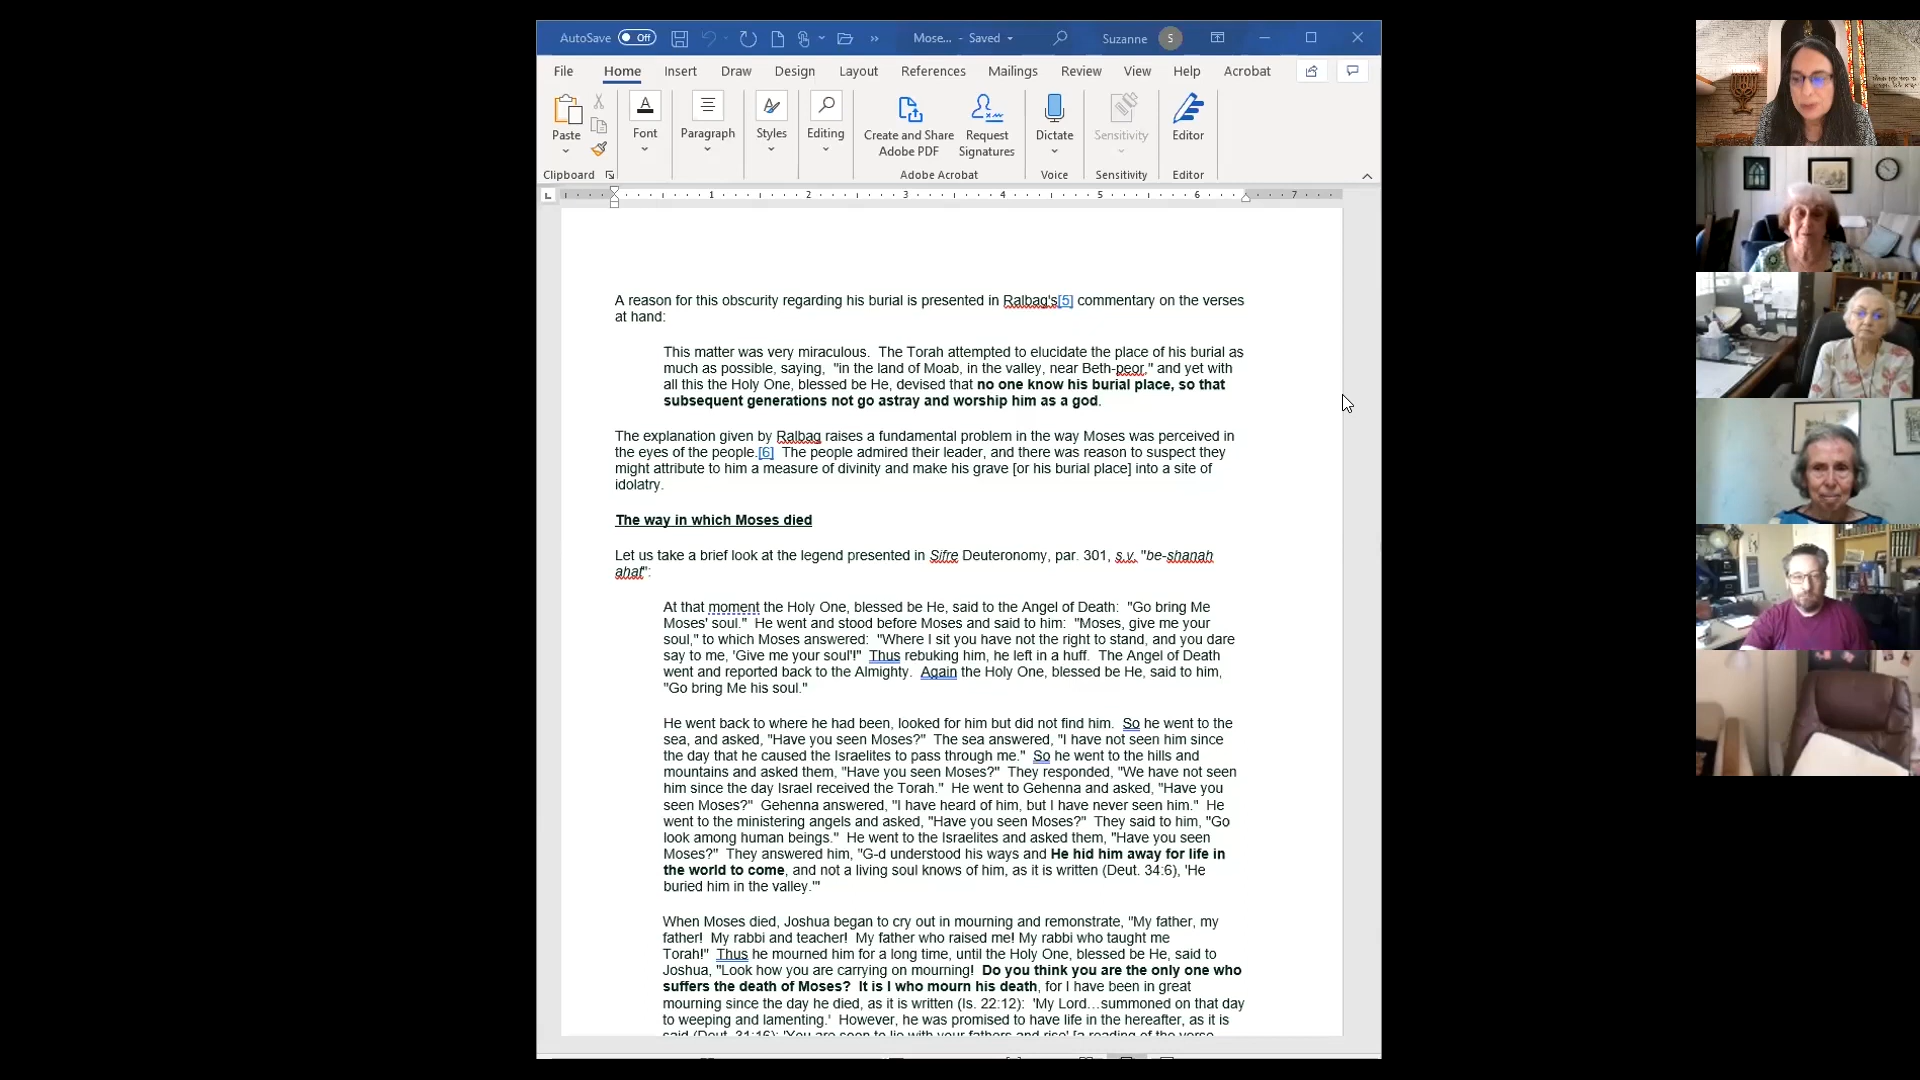 AutoSave Off Mose... - Saved Suzanne S
File Home Insert Draw Design Layout References Mailings Review View Help Acrobat
Paste Font Paragraph Styles Editing Create and Share Adobe PDF Request Signatures Dictate Sensitivity Editor
Clipboard Adobe Acrobat Voice Sensitivity Editor
1 2 3 4 5 6 7
A reason for this obscurity regarding his burial is presented in Ralbag's[5] commentary on the verses
at hand:
This matter was very miraculous.  The Torah attempted to elucidate the place of his burial as
much as possible, saying,  "in the land of Moab, in the valley, near Beth-peor," and yet with
all this the Holy One, blessed be He, devised that no one know his burial place, so that
subsequent generations not go astray and worship him as a god.
The explanation given by Ralbag raises a fundamental problem in the way Moses was perceived in
the eyes of the people.[6]  The people admired their leader, and there was reason to suspect they
might attribute to him a measure of divinity and make his grave [or his burial place] into a site of
idolatry.
The way in which Moses died
Let us take a brief look at the legend presented in Sifre Deuteronomy, par. 301, s.v. "be-shanah
ahat":
At that moment the Holy One, blessed be He, said to the Angel of Death:  "Go bring Me
Moses' soul."  He went and stood before Moses and said to him:  "Moses, give me your
soul," to which Moses answered:  "Where I sit you have not the right to stand, and you dare
say to me, 'Give me your soul'!"  Thus rebuking him, he left in a huff.  The Angel of Death
went and reported back to the Almighty.  Again the Holy One, blessed be He, said to him,
"Go bring Me his soul."
He went back to where he had been, looked for him but did not find him.  So he went to the
sea, and asked, "Have you seen Moses?"  The sea answered, "I have not seen him since
the day that he caused the Israelites to pass through me."  So he went to the hills and
mountains and asked them, "Have you seen Moses?"  They responded, "We have not seen
him since the day Israel received the Torah."  He went to Gehenna and asked, "Have you
seen Moses?"  Gehenna answered, "I have heard of him, but I have never seen him."  He
went to the ministering angels and asked, "Have you seen Moses?"  They said to him, "Go
look among human beings."  He went to the Israelites and asked them, "Have you seen
Moses?"  They answered him, "G-d understood his ways and He hid him away for life in
the world to come, and not a living soul knows of him, as it is written (Deut. 34:6), 'He
buried him in the valley.'"
When Moses died, Joshua began to cry out in mourning and remonstrate, "My father, my
father!  My rabbi and teacher!  My father who raised me! My rabbi who taught me
Torah!"  Thus he mourned him for a long time, until the Holy One, blessed be He, said to
Joshua, "Look how you are carrying on mourning!  Do you think you are the only one who
suffers the death of Moses?  It is I who mourn his death, for I have been in great
mourning since the day he died, as it is written (Is. 22:12):  'My Lord...summoned on that day
to weeping and lamenting.'  However, he was promised to have life in the hereafter, as it is
said (Deut. 31:16): 'You are soon to lie with your fathers and rise' [a reading of the verse